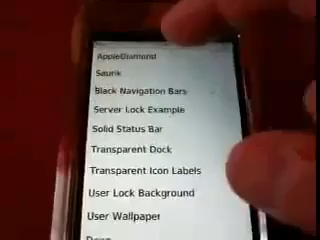 AppleDiamond
Saurik
Black Navigation Bars
Server Lock Example
Solid Status Bar
Transparent Dock
Transparent Icon Labels
User Lock Background
User Wallpaper